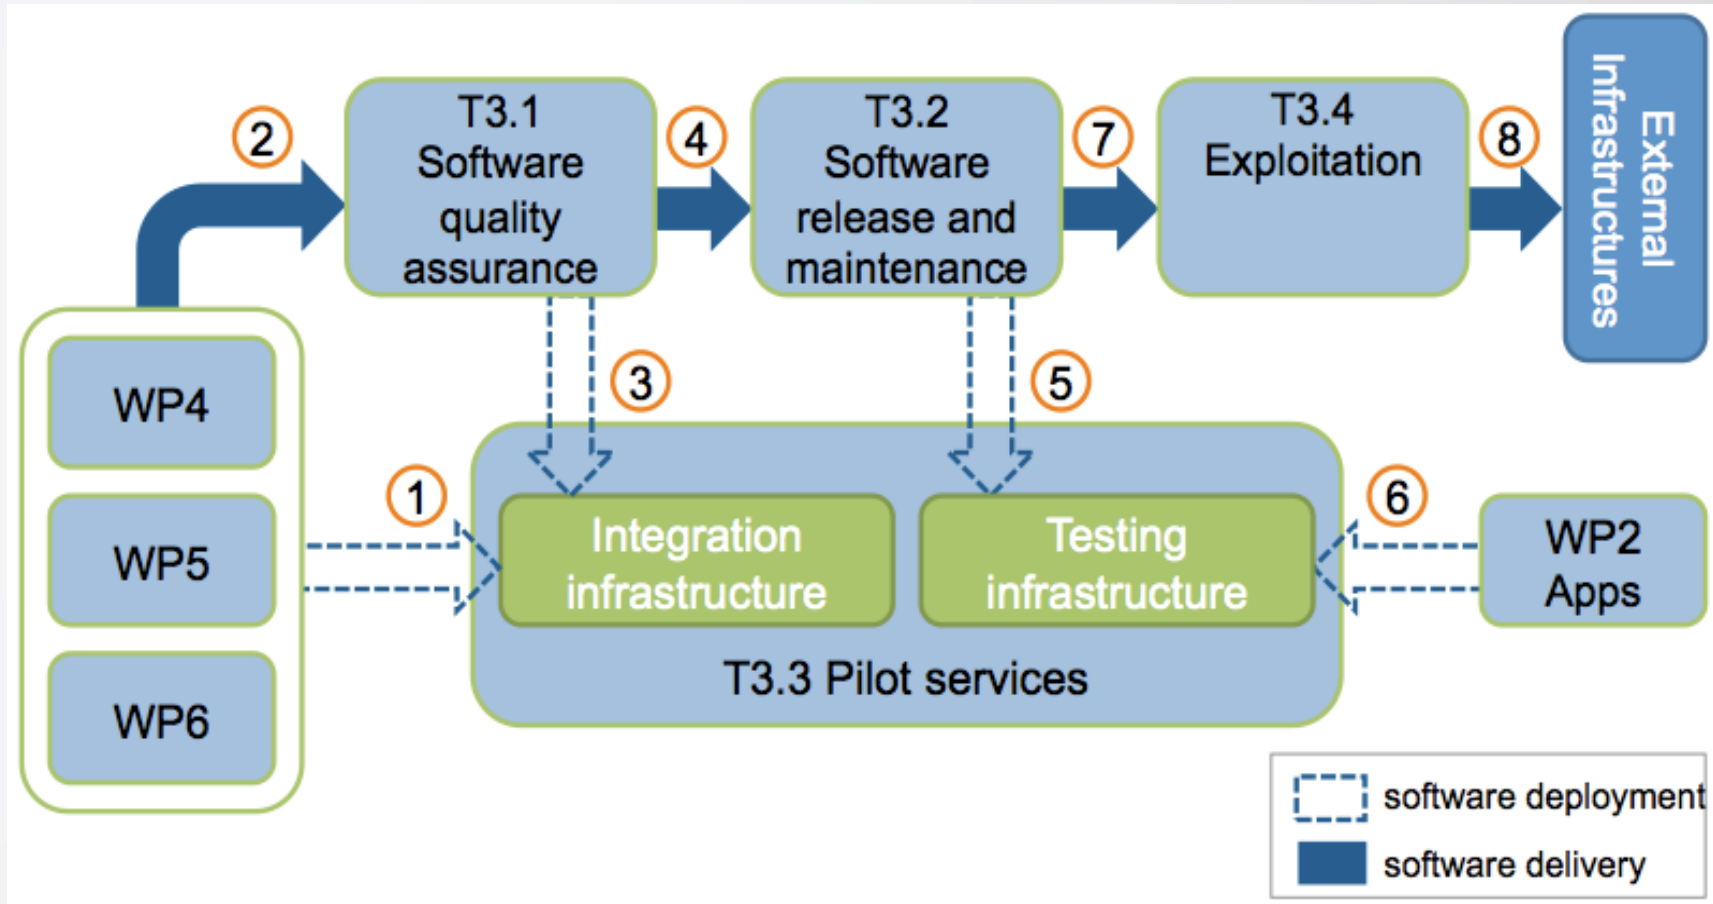 2
T3.1
Software
quality
assurance
4
T3.2
Software
release and
maintenance
7
T3.4
Exploitation
8
External
Infrastructures
WP4
WP5
WP6
3
5
1
Integration
infrastructure
Testing
infrastructure
6
WP2
Apps
T3.3 Pilot services
software deployment
software delivery